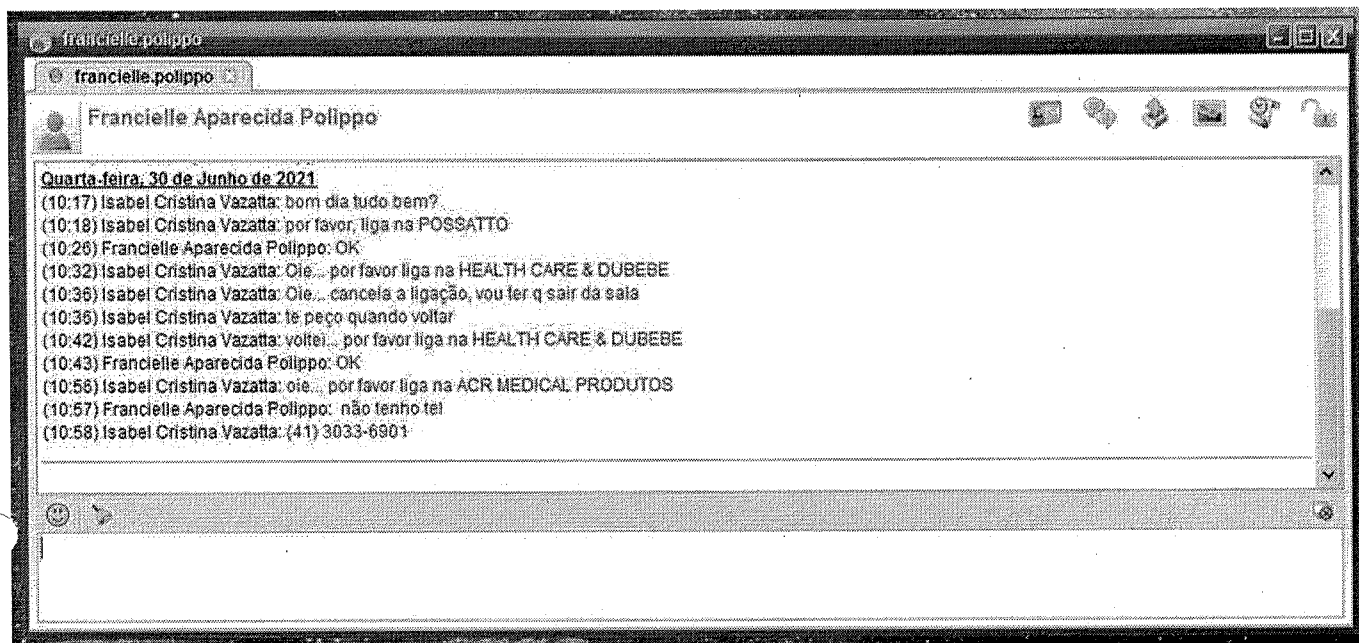 francielle.polippo
francielle.polippo
Francielle Aparecida Polippo
Quarta-feira, 30 de Junho de 2021
(10:17) Isabel Cristina Vazatta: bom dia tudo bem?
(10:18) Isabel Cristina Vazatta: por favor, liga na POSSATTO
(10:26) Francielle Aparecida Polippo: OK
(10:32) Isabel Cristina Vazatta: Oie... por favor liga na HEALTH CARE & DUBEBE
(10:36) Isabel Cristina Vazatta: Oie... cancela a ligação, vou ter q sair da sala
(10:36) Isabel Cristina Vazatta: te peço quando voltar
(10:42) Isabel Cristina Vazatta: voltei... por favor liga na HEALTH CARE & DUBEBE
(10:43) Francielle Aparecida Polippo: OK
(10:56) Isabel Cristina Vazatta: oie... por favor liga na ACR MEDICAL PRODUTOS
(10:57) Francielle Aparecida Polippo: não tenho tel
(10:58) Isabel Cristina Vazatta: (41) 3033-6901